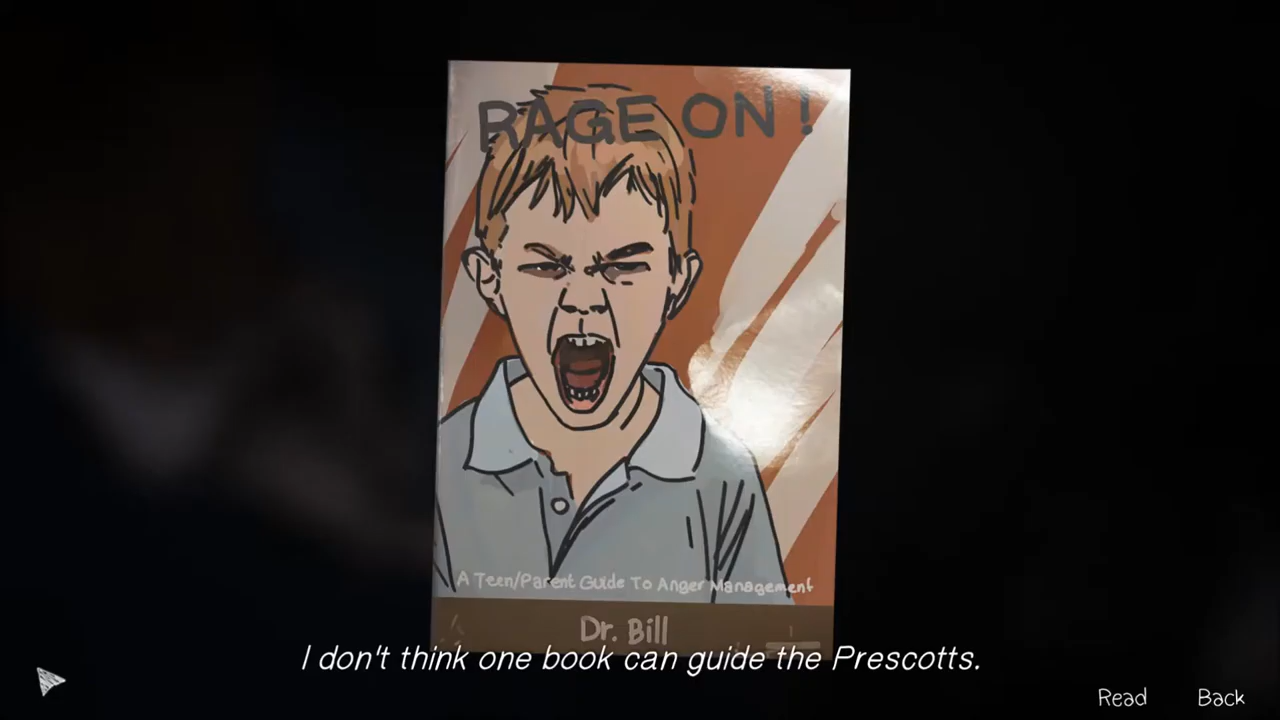 RAGE ON!
A Teen/Parent Guide To Anger Management
Dr. Bill
I don't think one book can guide the Prescotts.
Read
Back